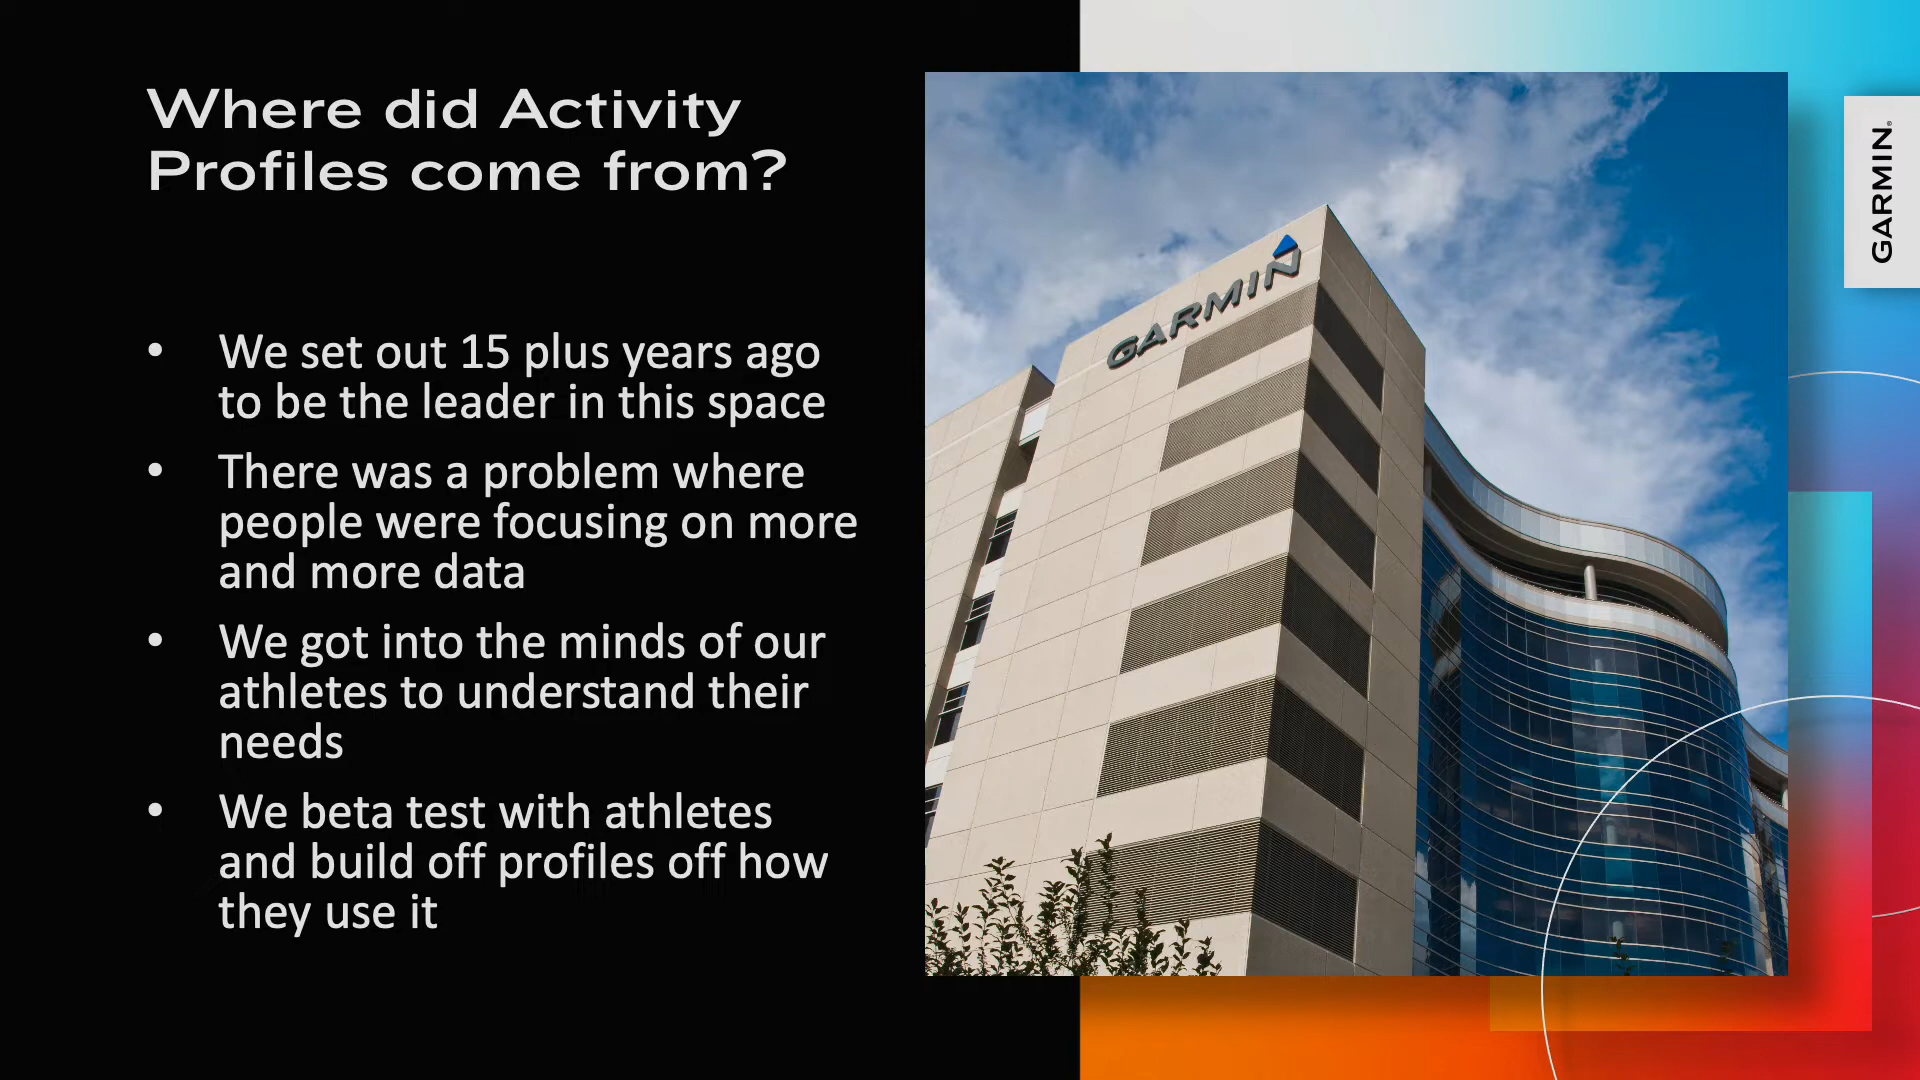 Where did Activity
Profiles come from?
• We set out 15 plus years ago
to be the leader in this space
• There was a problem where
people were focusing on more
and more data
• We got into the minds of our
athletes to understand their
needs
• We beta test with athletes
and build off profiles off how
they use it
GARMIN
GARMIN®